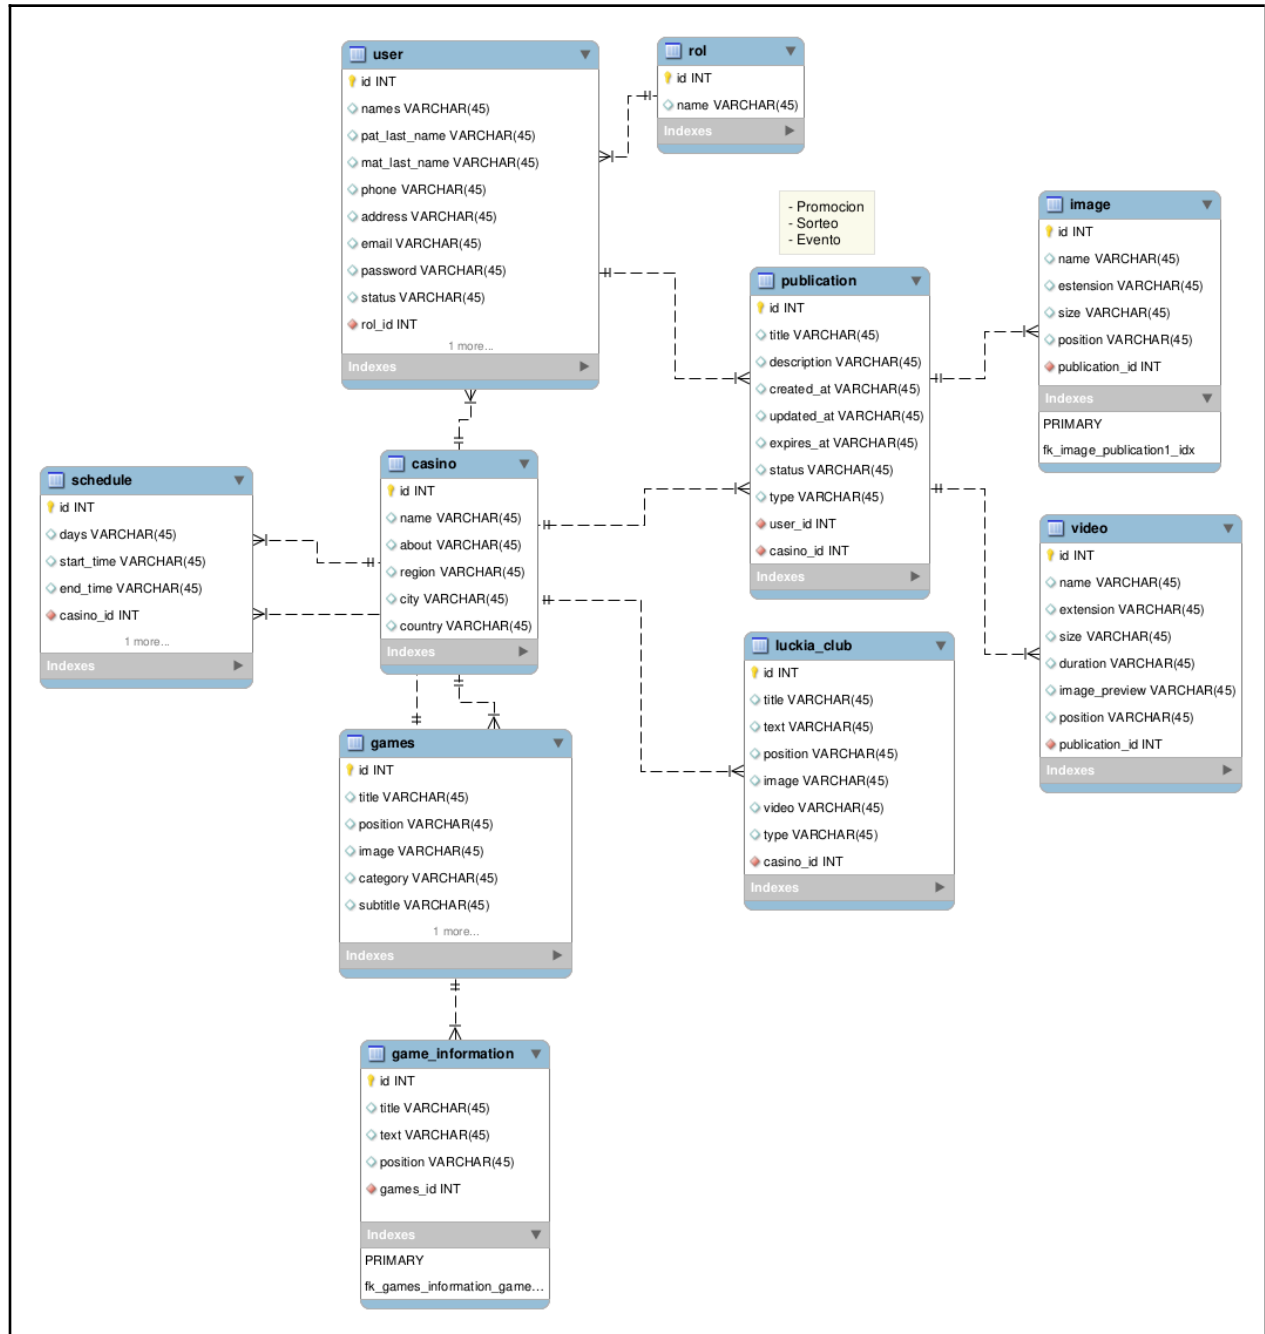 user
id INT
names VARCHAR(45)
pat_last_name VARCHAR(45)
mat_last_name VARCHAR(45)
phone VARCHAR(45)
address VARCHAR(45)
email VARCHAR(45)
password VARCHAR(45)
status VARCHAR(45)
rol_id INT
1 more...
Indexes
rol
id INT
name VARCHAR(45)
Indexes
- Promocion
- Sorteo
- Evento
publication
id INT
title VARCHAR(45)
description VARCHAR(45)
created_at VARCHAR(45)
updated_at VARCHAR(45)
expires_at VARCHAR(45)
status VARCHAR(45)
type VARCHAR(45)
user_id INT
casino_id INT
Indexes
image
id INT
name VARCHAR(45)
estension VARCHAR(45)
size VARCHAR(45)
position VARCHAR(45)
publication_id INT
Indexes
PRIMARY
fk_image_publication1_idx
schedule
id INT
days VARCHAR(45)
start_time VARCHAR(45)
end_time VARCHAR(45)
casino_id INT
1 more...
Indexes
casino
id INT
name VARCHAR(45)
about VARCHAR(45)
region VARCHAR(45)
city VARCHAR(45)
country VARCHAR(45)
Indexes
video
id INT
name VARCHAR(45)
extension VARCHAR(45)
size VARCHAR(45)
duration VARCHAR(45)
image_preview VARCHAR(45)
position VARCHAR(45)
publication_id INT
Indexes
luckia_club
id INT
title VARCHAR(45)
text VARCHAR(45)
position VARCHAR(45)
image VARCHAR(45)
video VARCHAR(45)
type VARCHAR(45)
casino_id INT
Indexes
games
id INT
title VARCHAR(45)
position VARCHAR(45)
image VARCHAR(45)
category VARCHAR(45)
subtitle VARCHAR(45)
1 more...
Indexes
game_information
id INT
title VARCHAR(45)
text VARCHAR(45)
position VARCHAR(45)
games_id INT
Indexes
PRIMARY
fk_games_information_game...